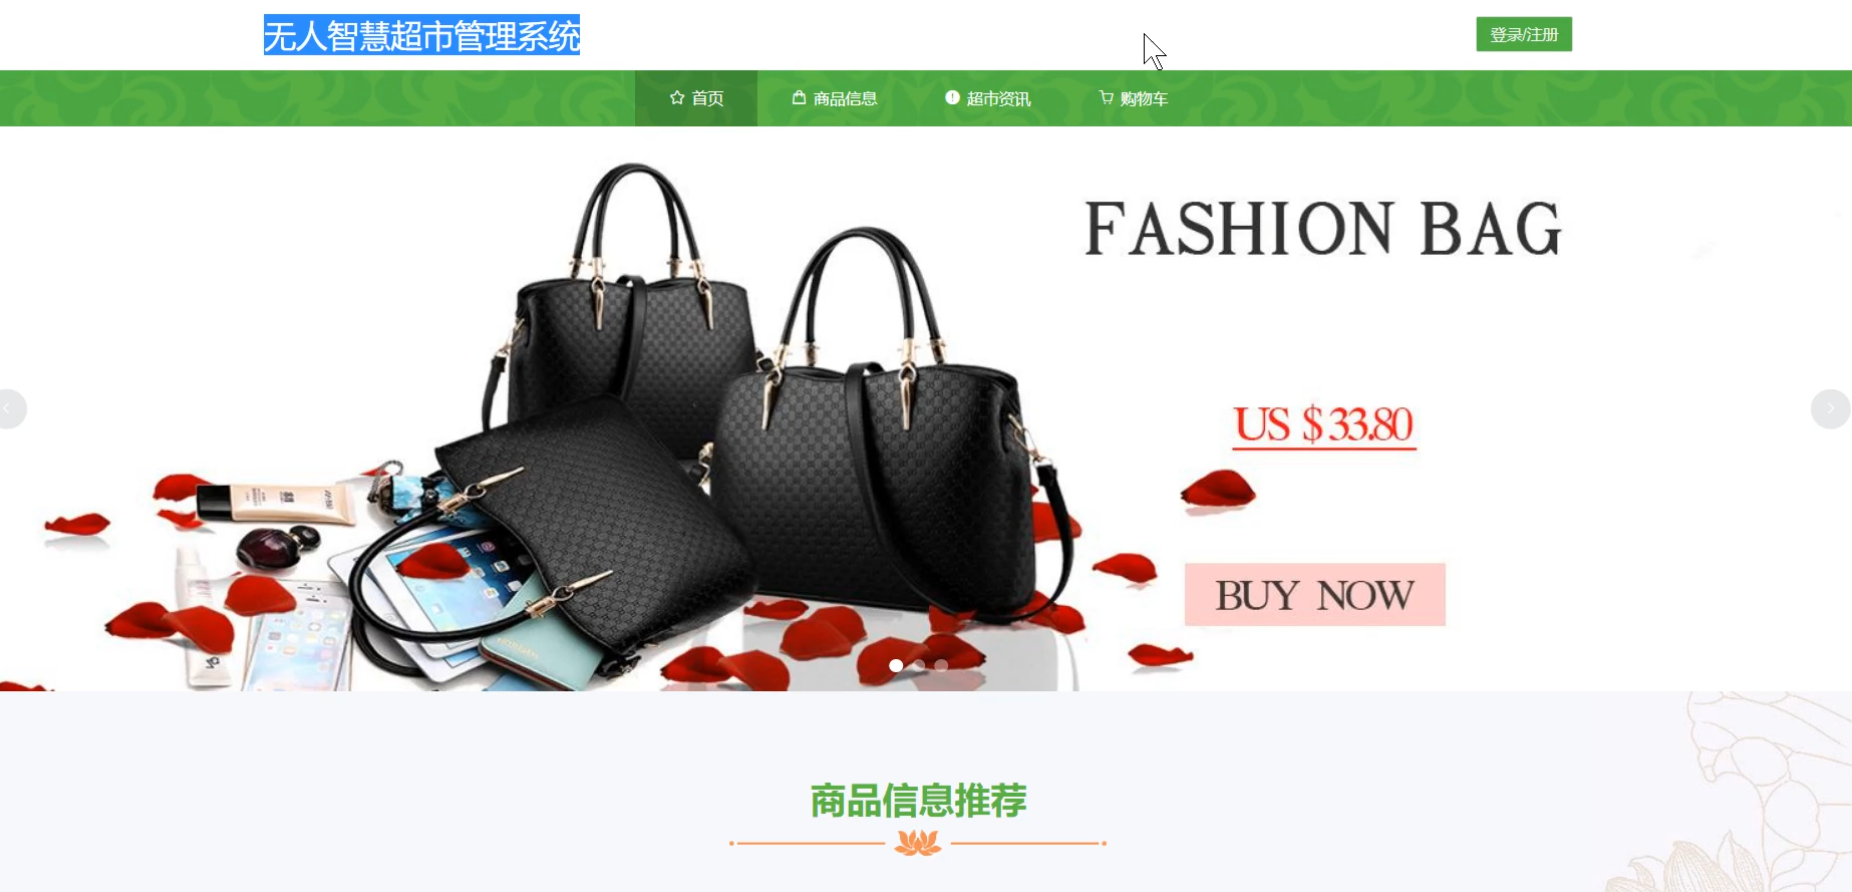 无人智慧超市管理系统
登录/注册
首页
商品信息
超市资讯
购物车
FASHION BAG
US $33.80
BUY NOW
商品信息推荐